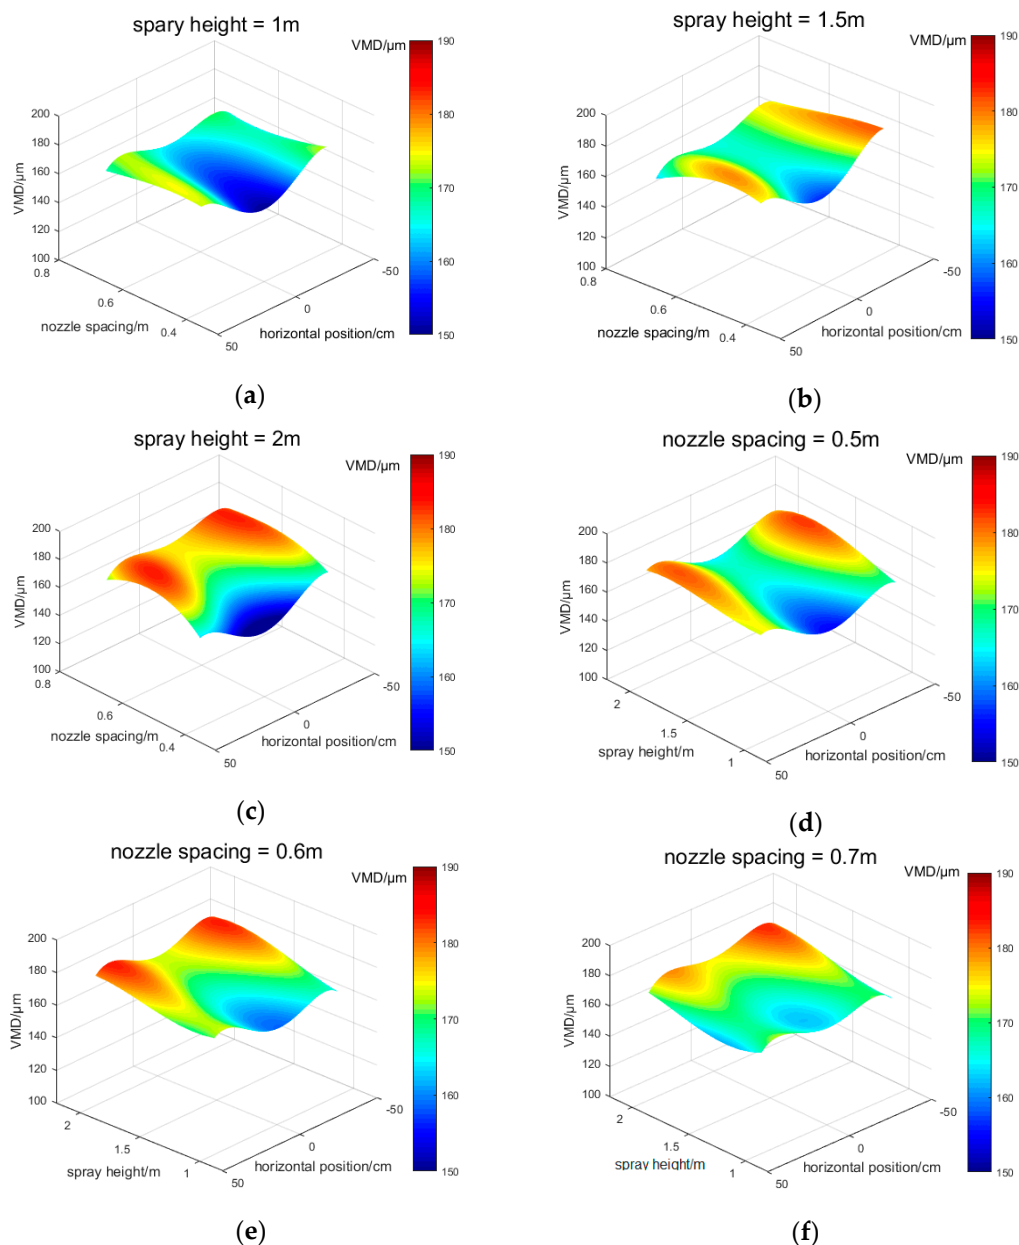 spary height = 1m
VMD/µm
190
180
170
160
150
200
180
160
140
120
100
VMD/µm
0.8
0.6
0.4
nozzle spacing/m
50
0
-50
horizontal position/cm
(a)
spray height = 1.5m
VMD/µm
190
180
170
160
150
200
180
160
140
120
100
VMD/µm
0.8
0.6
0.4
nozzle spacing/m
50
0
-50
horizontal position/cm
(b)
spray height = 2m
VMD/µm
190
180
170
160
150
200
180
160
140
120
100
VMD/µm
0.8
0.6
0.4
nozzle spacing/m
50
0
-50
horizontal position/cm
(c)
nozzle spacing = 0.5m
VMD/µm
190
180
170
160
150
200
180
160
140
120
100
VMD/µm
2
1.5
1
spray height/m
50
0
-50
horizontal position/cm
(d)
nozzle spacing = 0.6m
VMD/µm
190
180
170
160
150
200
180
160
140
120
100
VMD/µm
2
1.5
1
spray height/m
50
0
-50
horizontal position/cm
(e)
nozzle spacing = 0.7m
VMD/µm
190
180
170
160
150
200
180
160
140
120
100
VMD/µm
2
1.5
1
spray height/m
50
0
-50
horizontal position/cm
(f)